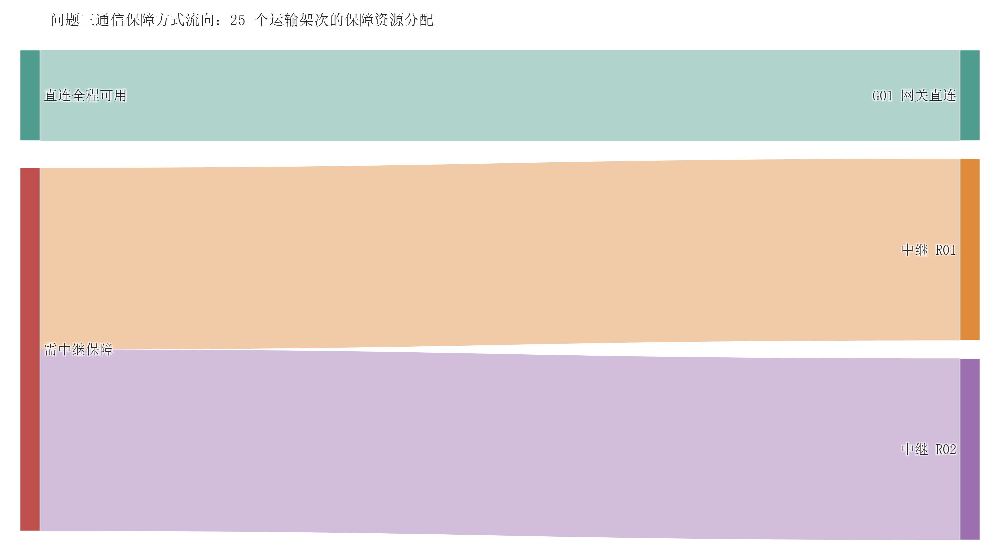 问题三通信保障方式流向：25 个运输架次的保障资源分配
直连全程可用
G01 网关直连
中继 R01
需中继保障
中继 R02